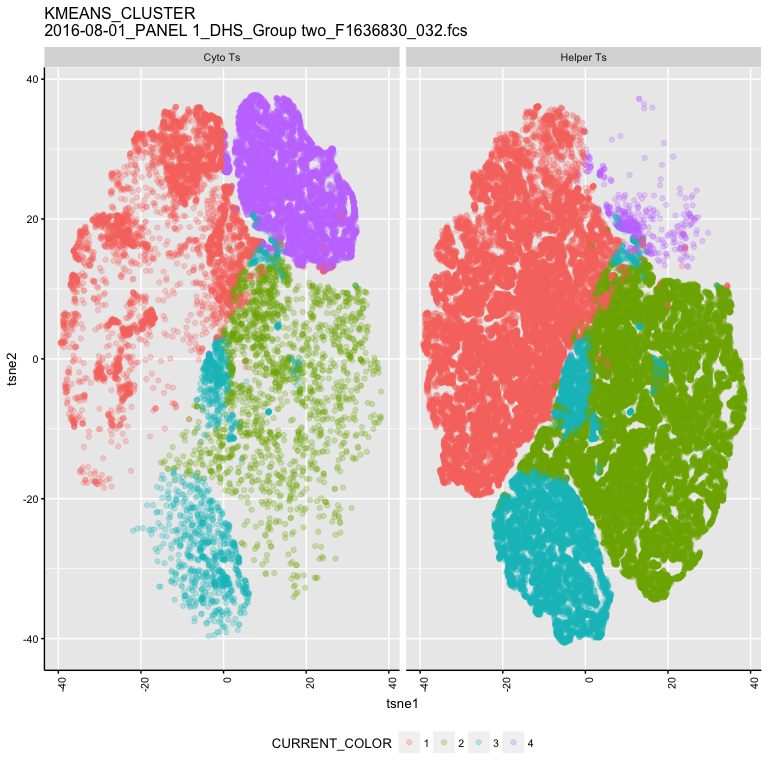 KMEANS_CLUSTER
2016-08-01_PANEL 1_DHS_Group two_F1636830_032.fcs
Cyto Ts
Helper Ts
40
20
0
-20
-40
tsne2
40 20 0 20 40 40 20 0 20 40
tsne1
CURRENT_COLOR 1 2 3 4